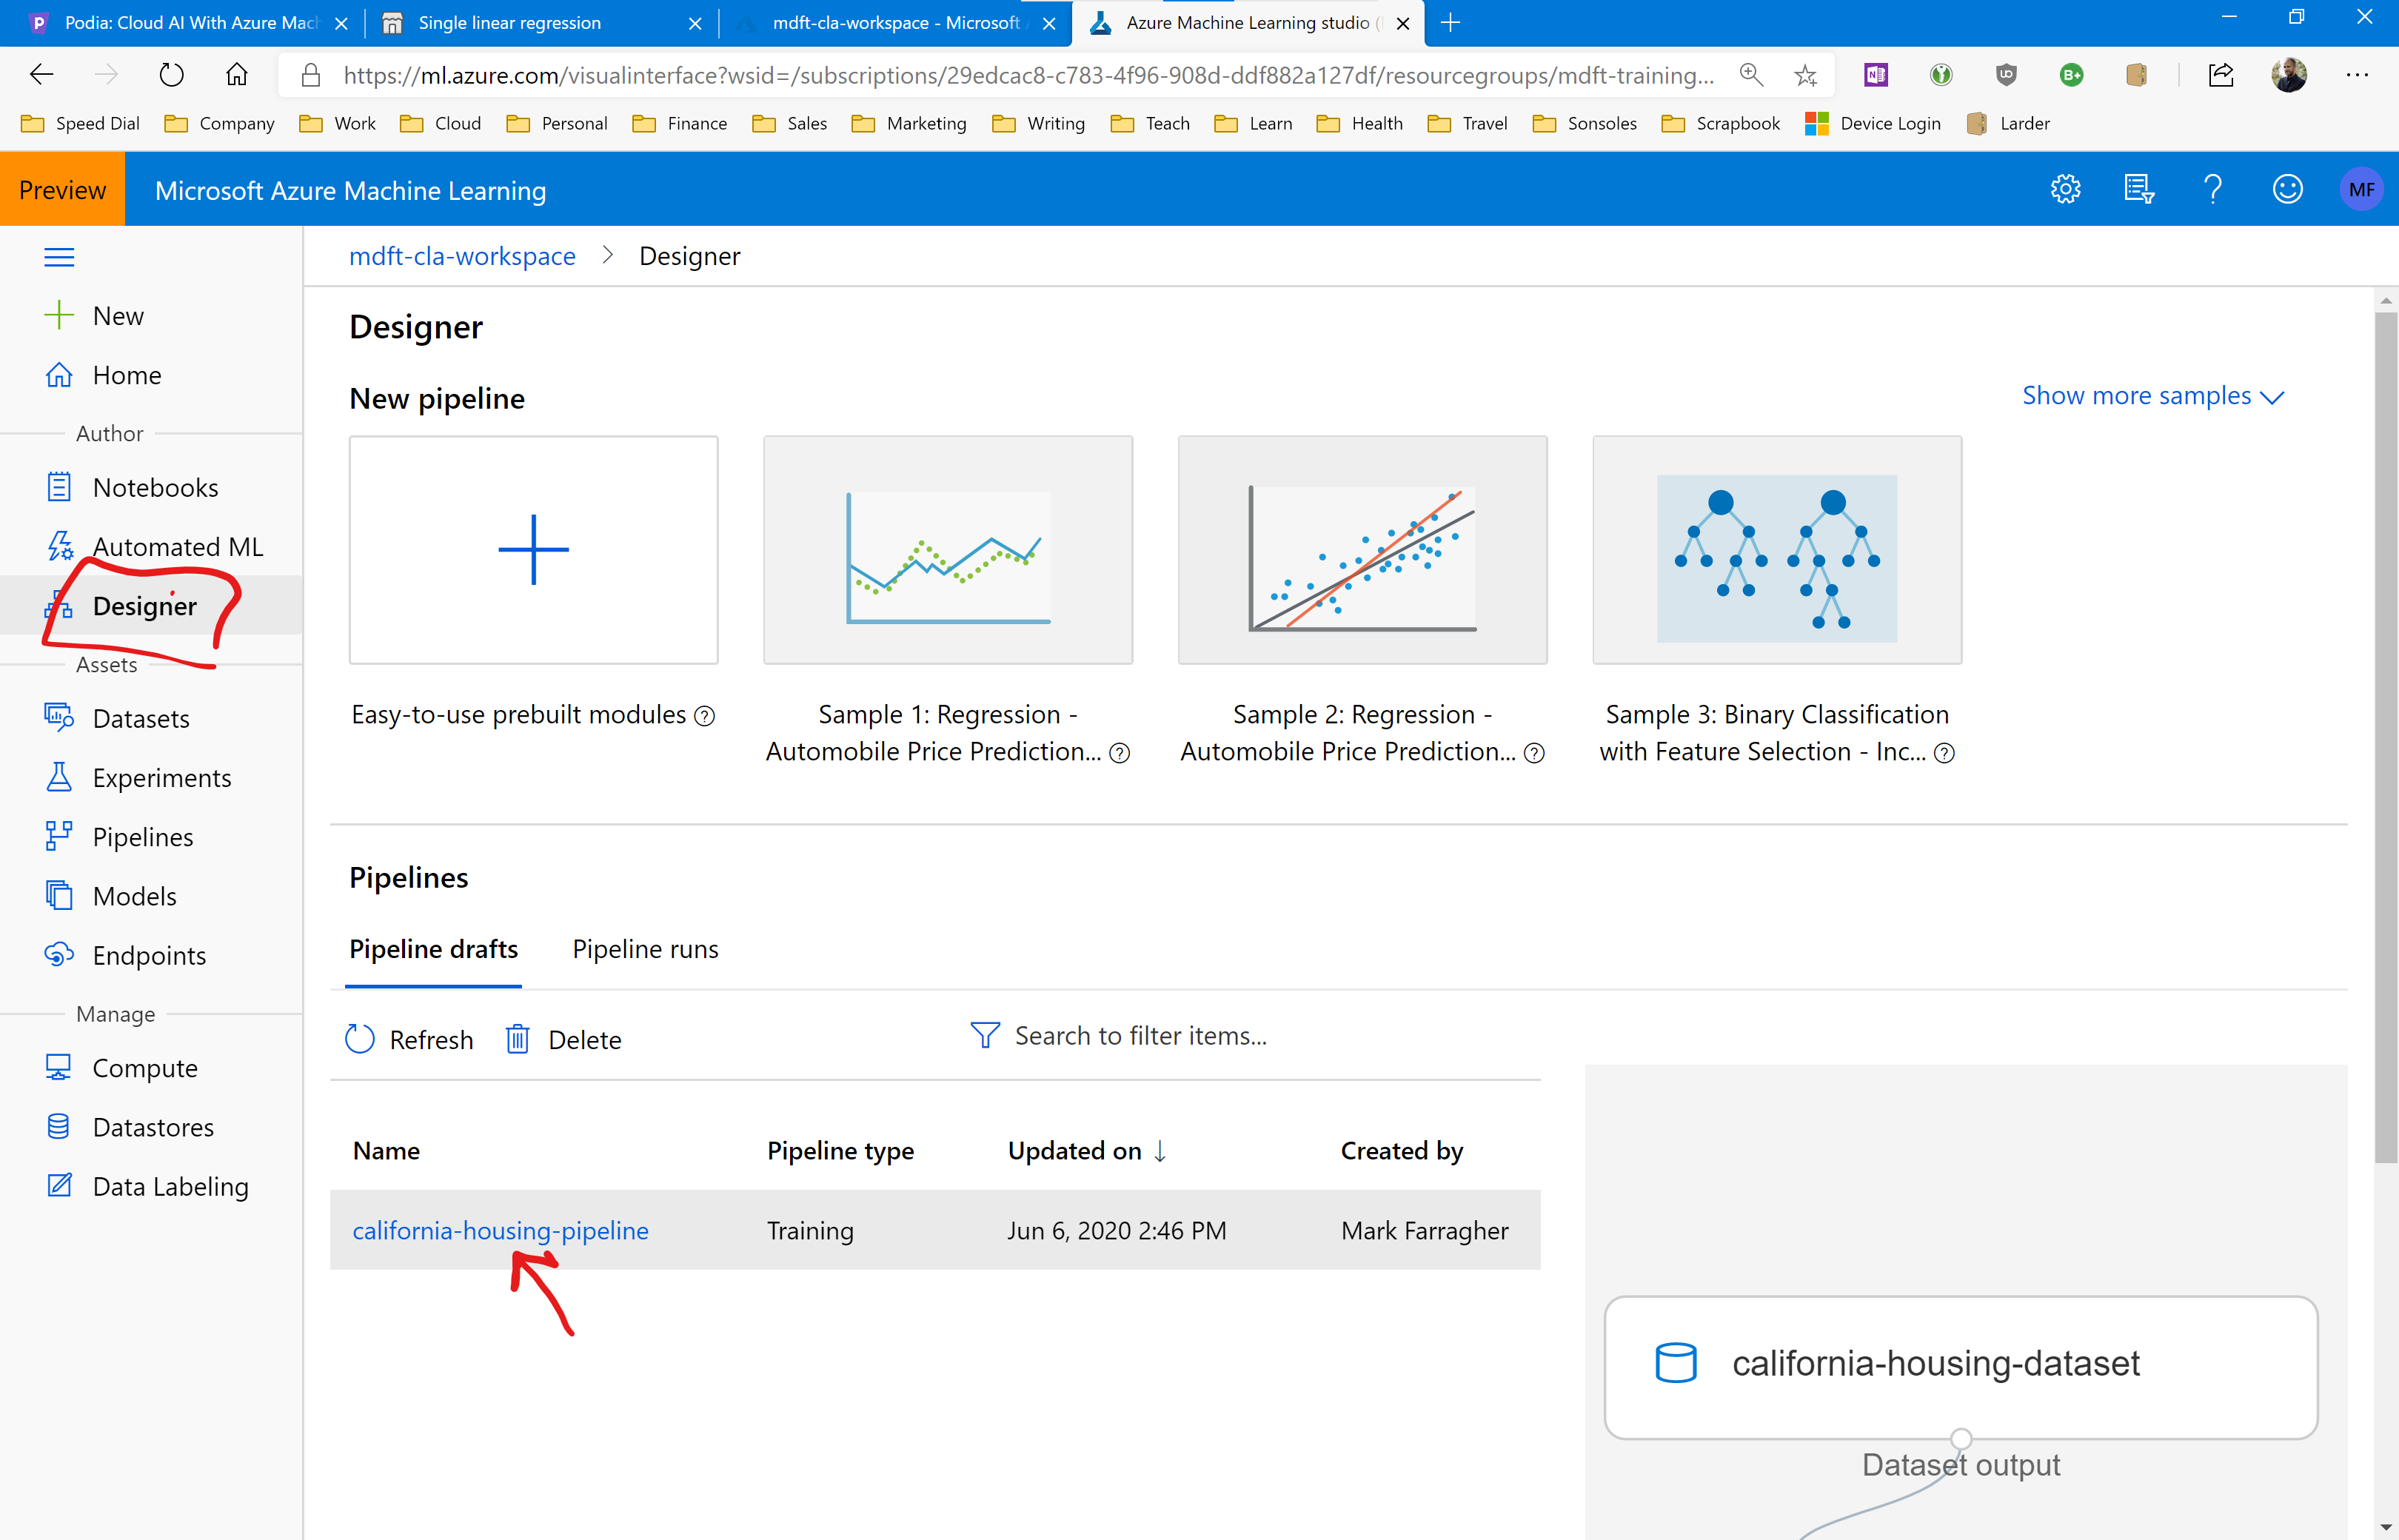 Podia: Cloud AI With Azure Mach
Single linear regression
mdft-cla-workspace - Microsoft A
Azure Machine Learning studio (
https://ml.azure.com/visualinterface?wsid=/subscriptions/29edcac8-c783-4f96-908d-ddf882a127df/resourcegroups/mdft-training...
Speed Dial Company Work Cloud Personal Finance Sales Marketing Writing Teach Learn Health Travel Sonsoles Scrapbook Device Login Larder
Preview Microsoft Azure Machine Learning MF
New
Home
Author
Notebooks
Automated ML
Designer
Assets
Datasets
Experiments
Pipelines
Models
Endpoints
Manage
Compute
Datastores
Data Labeling
mdft-cla-workspace > Designer
Designer
New pipeline
Show more samples
Easy-to-use prebuilt modules
Sample 1: Regression -
Automobile Price Prediction...
Sample 2: Regression -
Automobile Price Prediction...
Sample 3: Binary Classification
with Feature Selection - Inc...
Pipelines
Pipeline drafts Pipeline runs
Refresh Delete Search to filter items...
Name Pipeline type Updated on ↓ Created by
california-housing-pipeline Training Jun 6, 2020 2:46 PM Mark Farragher
california-housing-dataset
Dataset output